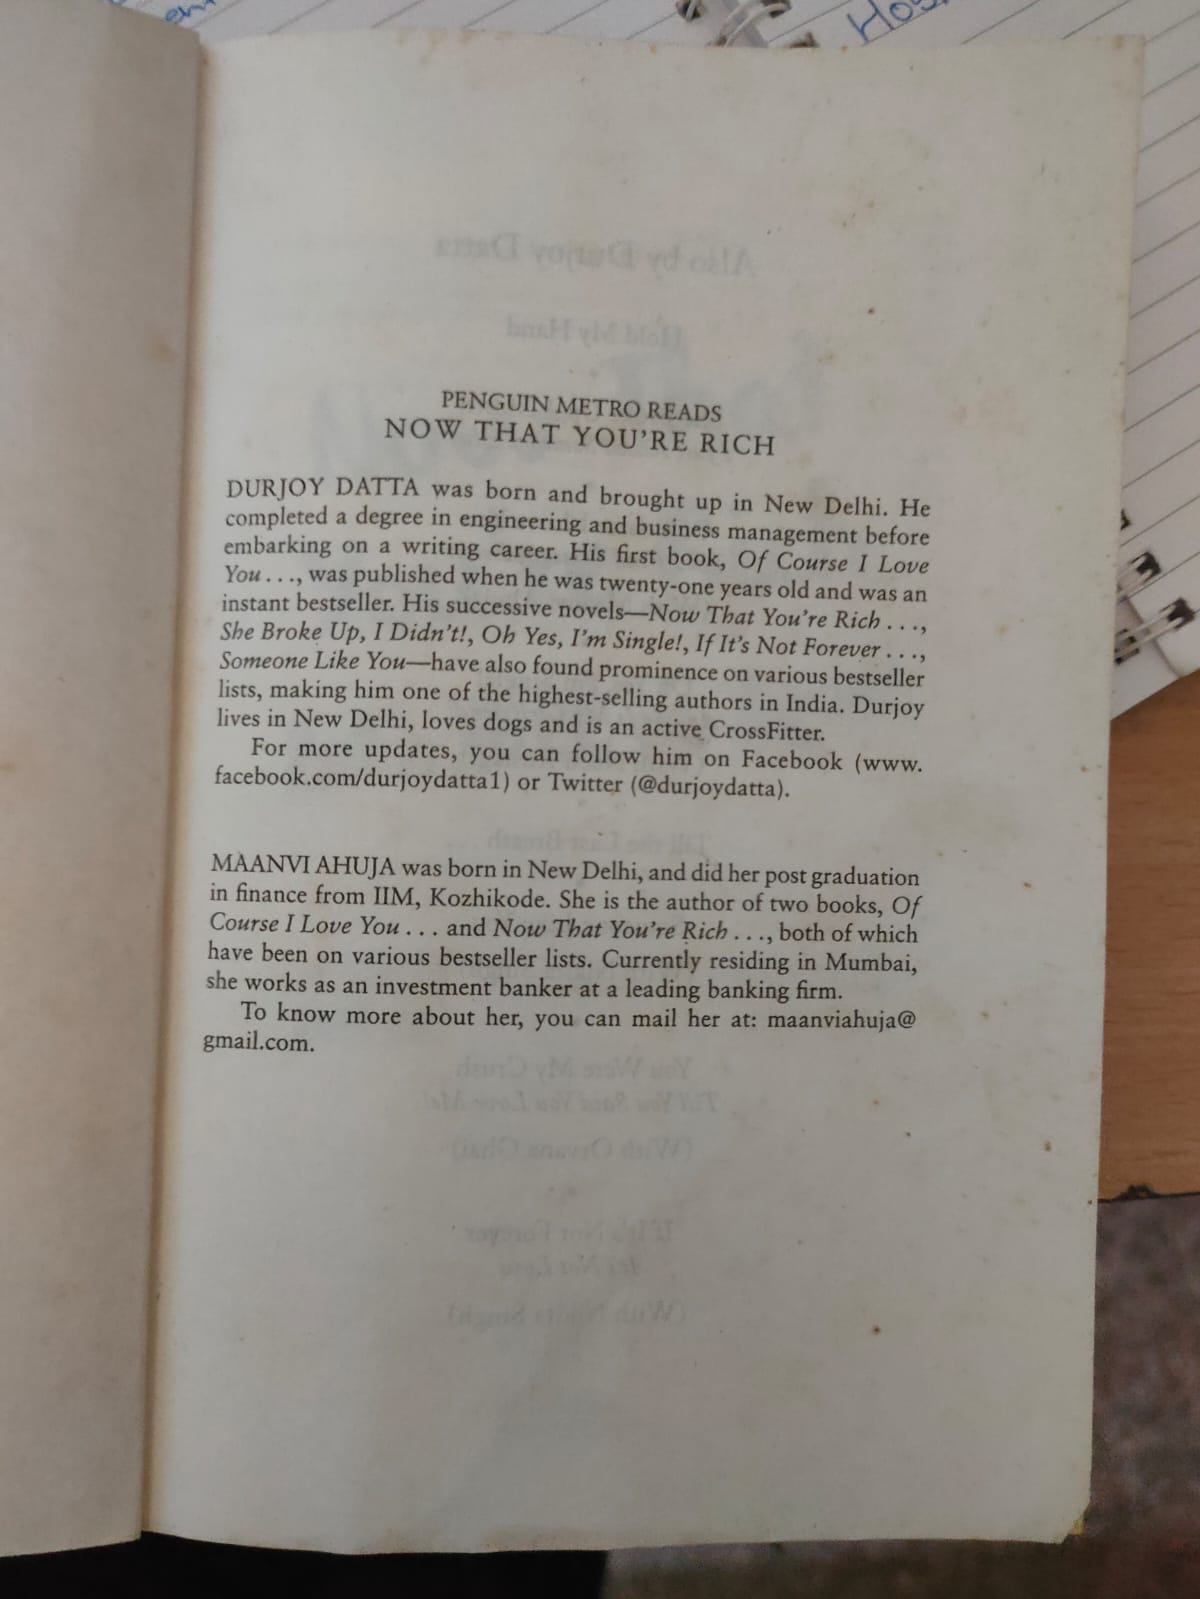 Hos
PENGUIN METRO READS
NOW THAT YOU'RE RICH
DURJOY DATTA was born and brought up in New Delhi. He
completed a degree in engineering and business management before
embarking on a writing career. His first book, Of Course I Love
You . . ., was published when he was twenty-one years old and was an
instant bestseller. His successive novels—Now That You're Rich . . .,
She Broke Up, I Didn't!, Oh Yes, I'm Single!, If It's Not Forever . . .,
Someone Like You—have also found prominence on various bestseller
lists, making him one of the highest-selling authors in India. Durjoy
lives in New Delhi, loves dogs and is an active CrossFitter.
For more updates, you can follow him on Facebook (www.
facebook.com/durjoydatta1) or Twitter (@durjoydatta).
MAANVI AHUJA was born in New Delhi, and did her post graduation
in finance from IIM, Kozhikode. She is the author of two books, Of
Course I Love You . . . and Now That You're Rich . . ., both of which
have been on various bestseller lists. Currently residing in Mumbai,
she works as an investment banker at a leading banking firm.
To know more about her, you can mail her at: maanviahuja@
gmail.com.